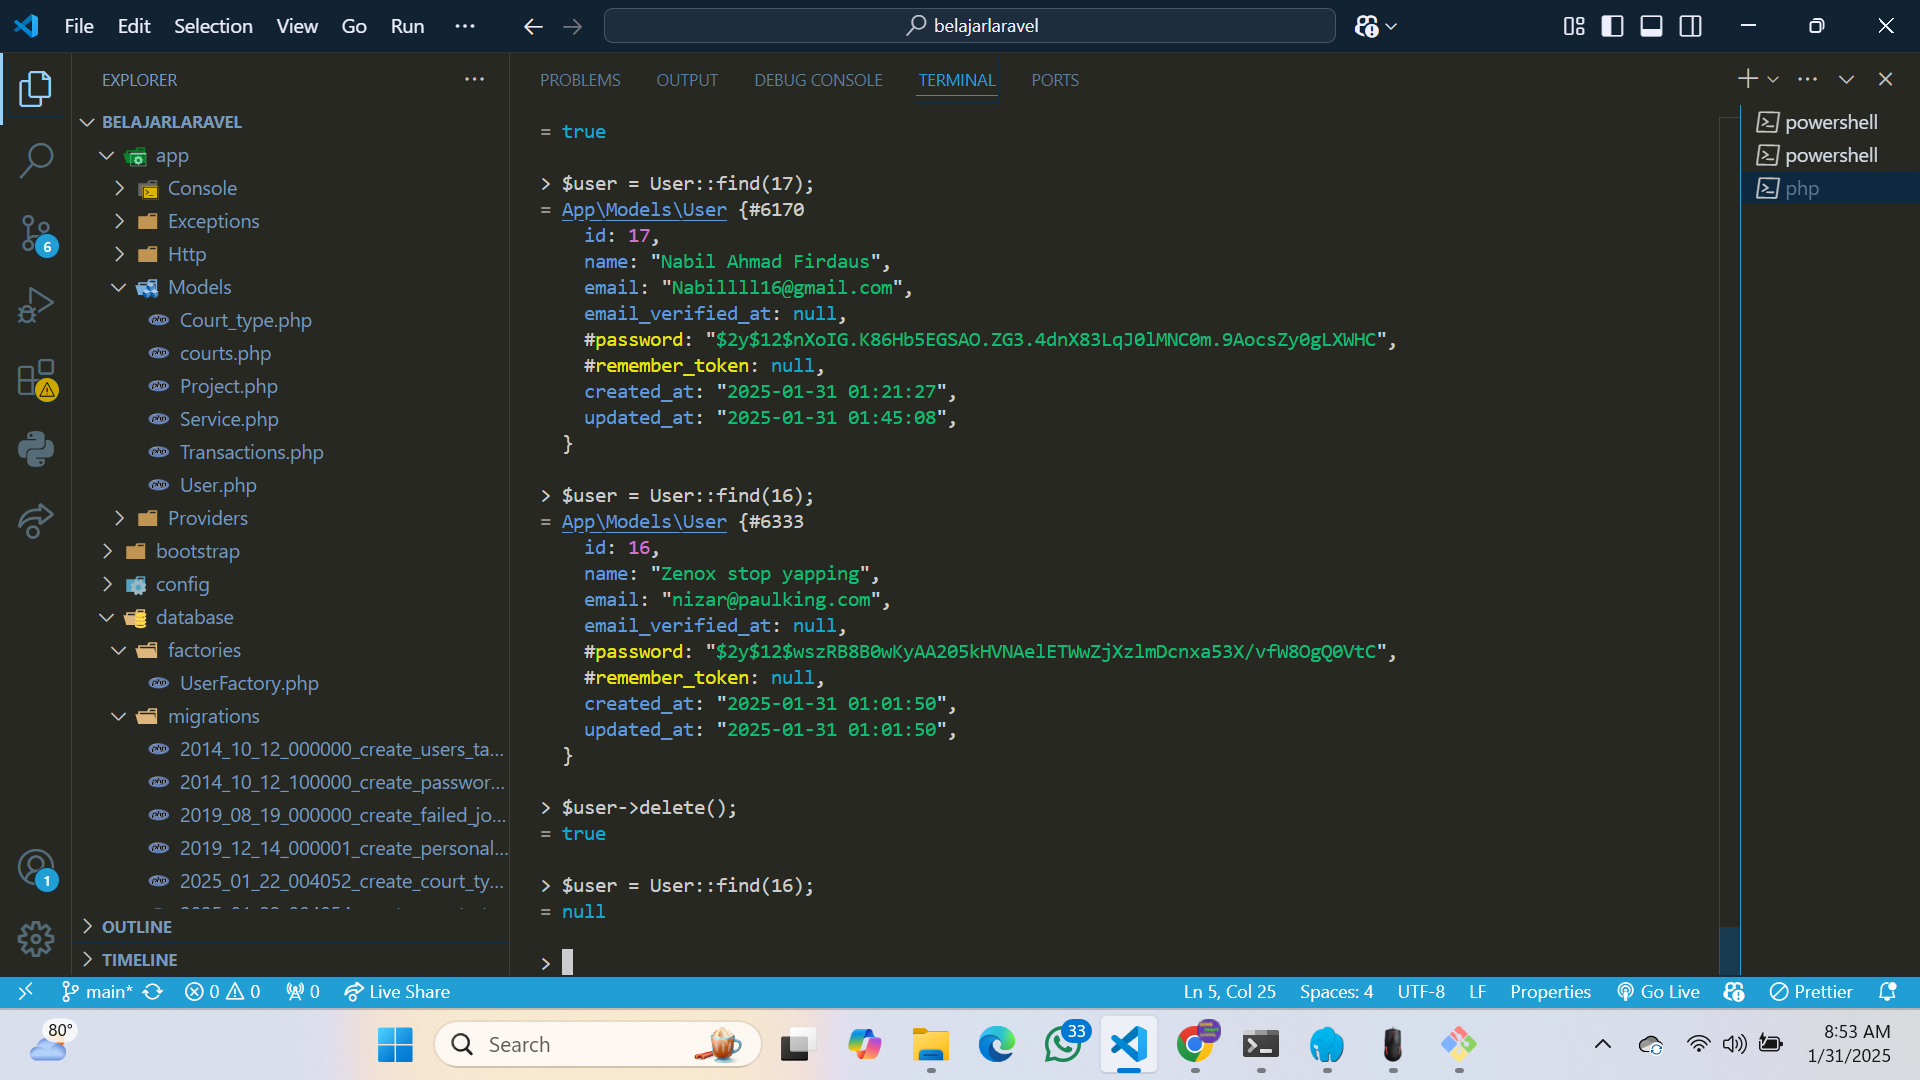 File Edit Selection View Go Run ...
belajarlaravel
EXPLORER
BELAJARLARAVEL
app
Console
Exceptions
Http
Models
Court_type.php
courts.php
Project.php
Service.php
Transactions.php
User.php
Providers
bootstrap
config
database
factories
UserFactory.php
migrations
2014_10_12_000000_create_users_ta...
2014_10_12_100000_create_passwor...
2019_08_19_000000_create_failed_jo...
2019_12_14_000001_create_personal...
2025_01_22_004052_create_court_ty...
OUTLINE
TIMELINE
6
1
PROBLEMS OUTPUT DEBUG CONSOLE TERMINAL PORTS
= true
> $user = User::find(17);
= App\Models\User {#6170
id: 17,
name: "Nabil Ahmad Firdaus",
email: "Nabillll16@gmail.com",
email_verified_at: null,
#password: "$2y$12$nXoIG.K86Hb5EGSAO.ZG3.4dnX83LqJ0lMNC0m.9AocsZy0gLXWHC",
#remember_token: null,
created_at: "2025-01-31 01:21:27",
updated_at: "2025-01-31 01:45:08",
}
> $user = User::find(16);
= App\Models\User {#6333
id: 16,
name: "Zenox stop yapping",
email: "nizar@paulking.com",
email_verified_at: null,
#password: "$2y$12$wszRB8B0wKyAA205kHVNAelETWwZjXzlmDcnxa53X/vfW8OgQ0VtC",
#remember_token: null,
created_at: "2025-01-31 01:01:50",
updated_at: "2025-01-31 01:01:50",
}
> $user->delete();
= true
> $user = User::find(16);
= null
>
powershell
powershell
php
main* 0 0 0 Live Share
Ln 5, Col 25 Spaces: 4 UTF-8 LF Properties Go Live Prettier
80°
Search
33
8:53 AM
1/31/2025